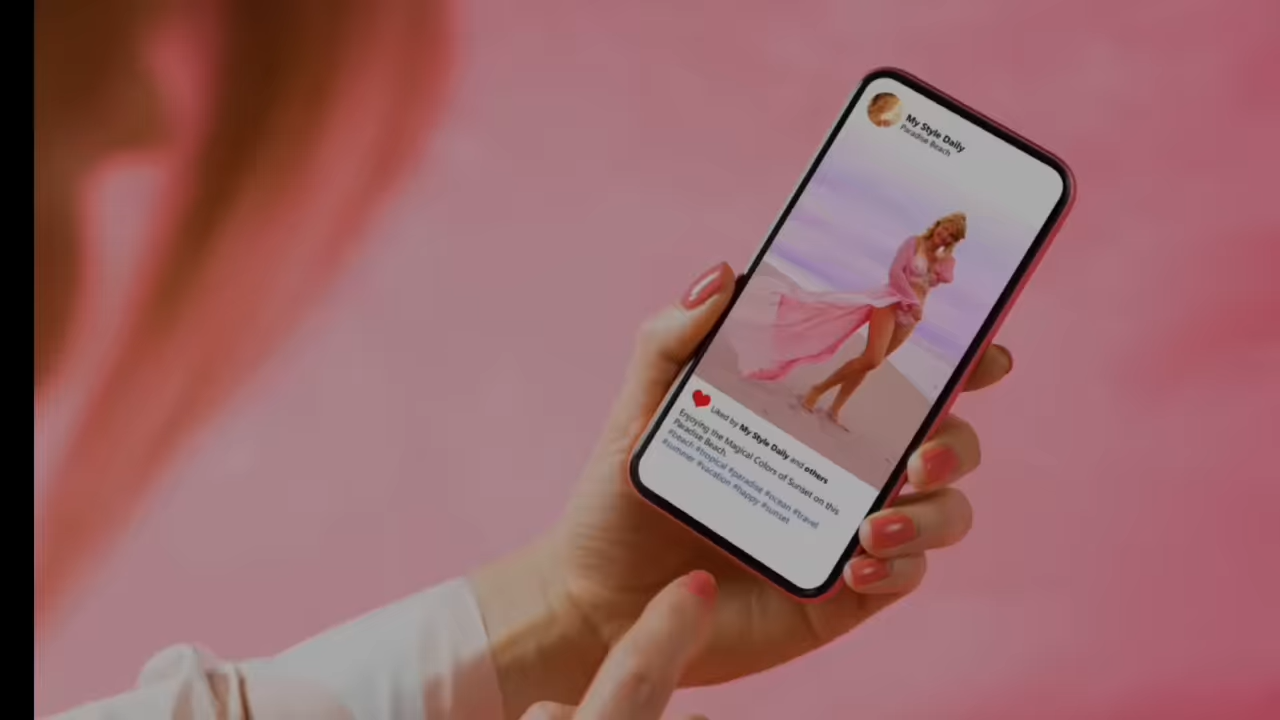 My Style Daily
Paradise Beach
Liked by My Style Daily and others
Enjoying the Magical Colors of Sunset on this
Paradise Beach.
#beach #tropical #paradise #ocean #travel
#summer #vacation #happy #sunset